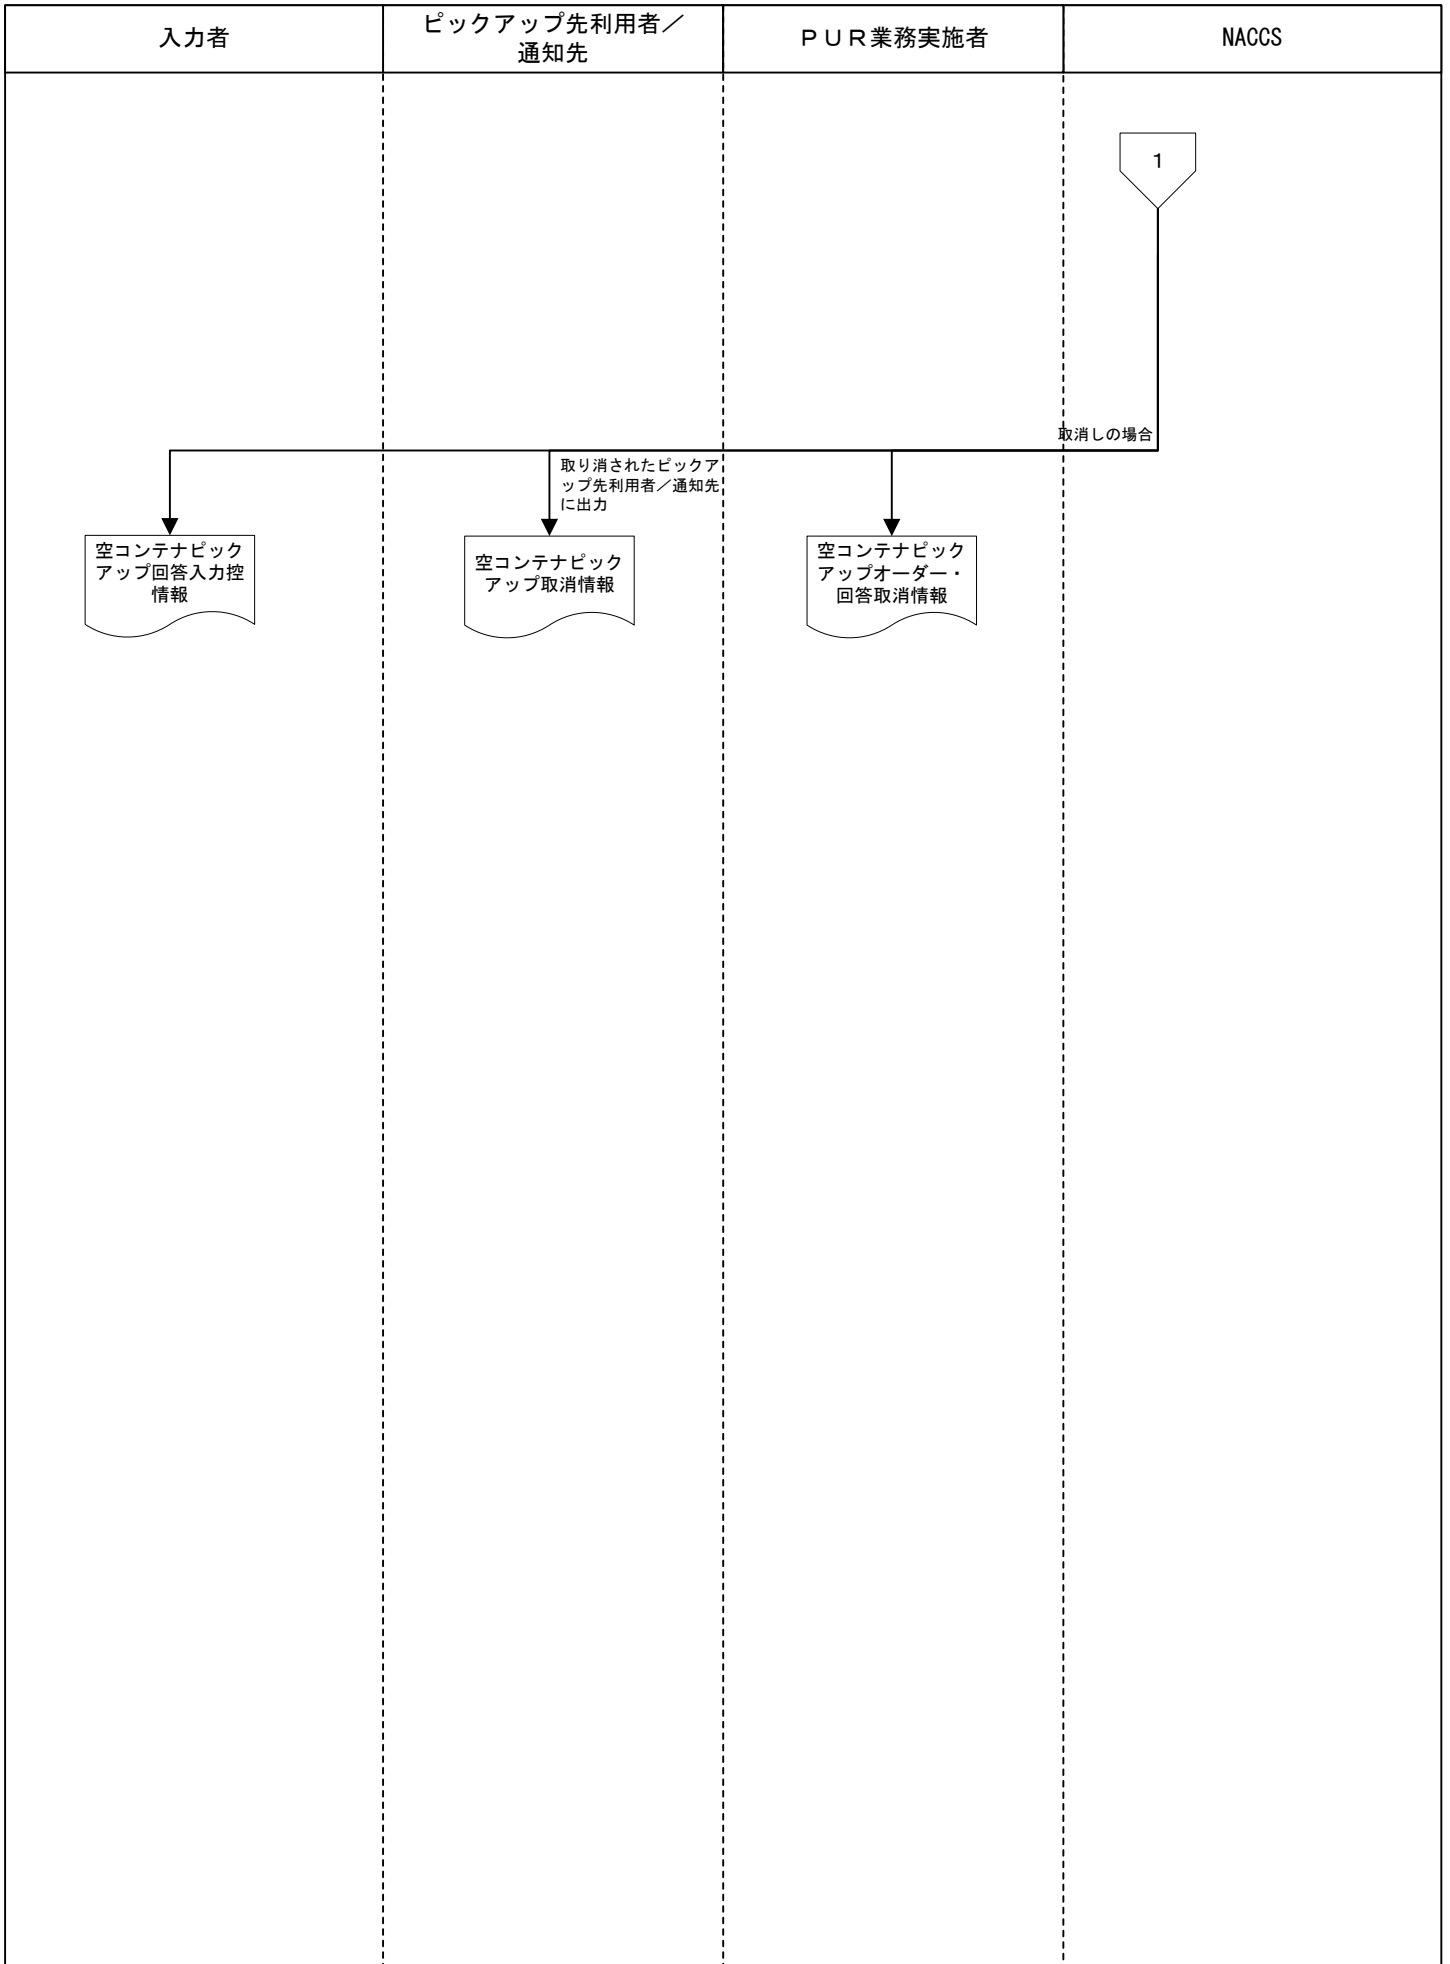 入力者
ピックアップ先利用者／
通知先
ＰＵＲ業務実施者
NACCS
1
取消しの場合
取り消されたピックア
ップ先利用者／通知先
に出力
空コンテナピック
アップ回答入力控
情報
空コンテナピック
アップ取消情報
空コンテナピック
アップオーダー・
回答取消情報